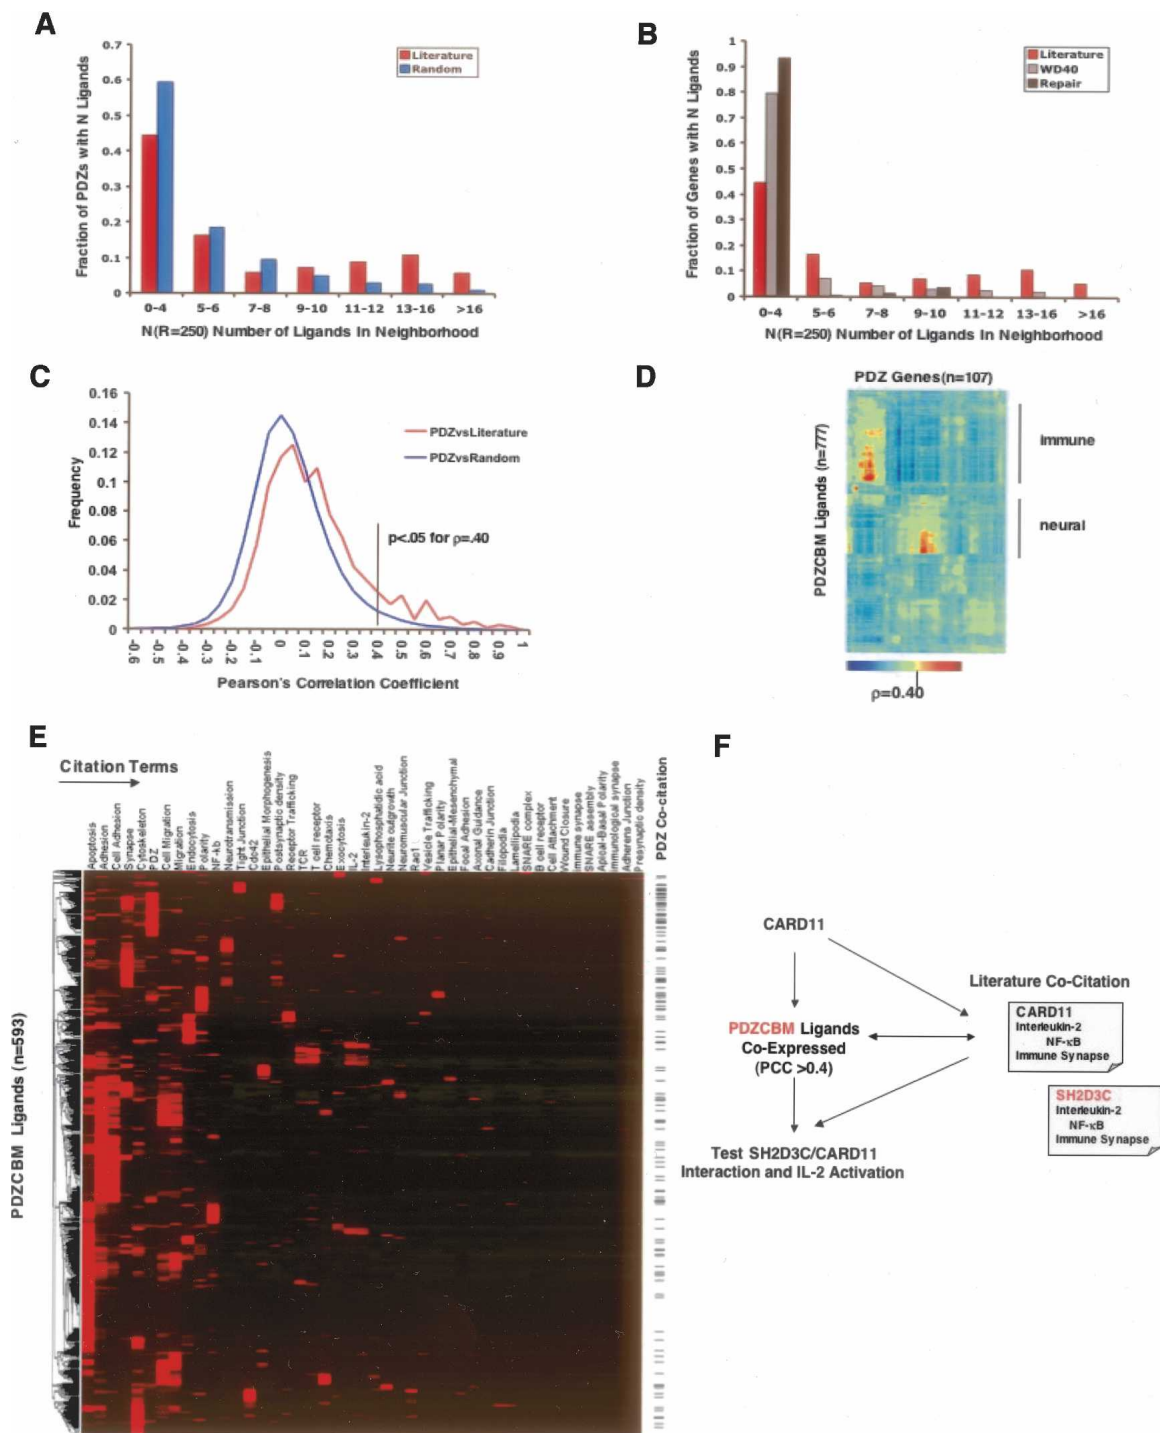 A
0.7
0.6
0.5
0.4
0.3
0.2
0.1
0
Fraction of PDZs with N Ligands
Literature
Random
0-4 5-6 7-8 9-10 11-12 13-16 >16
N(R=250) Number of Ligands In Neighborhood
B
1
0.9
0.8
0.7
0.6
0.5
0.4
0.3
0.2
0.1
0
Fraction of Genes with N Ligands
Literature
WD40
Repair
0-4 5-6 7-8 9-10 11-12 13-16 >16
N(R=250) Number of Ligands In Neighborhood
C
0.16
0.14
0.12
0.1
0.08
0.06
0.04
0.02
0
Frequency
PDZvsLiterature
PDZvsRandom
p<.05 for ρ=.40
-0.6 -0.5 -0.4 -0.3 -0.2 -0.1 0 0.1 0.2 0.3 0.4 0.5 0.6 0.7 0.8 0.9 1
Pearson's Correlation Coefficient
D
PDZ Genes(n=107)
PDZCBM Ligands (n=777)
immune
neural
ρ=0.40
E
Citation Terms
Apoptosis
Adhesion
Cell Adhesion
Synapse
Cytoskeleton
PDZ
Cell Migration
Migration
Endocytosis
Polarity
NF-kb
Neurotransmission
Tight Junction
Cdc42
Epithelial Morphogenesis
Postsynaptic density
Receptor Trafficking
TCR
T cell receptor
Chemotaxis
Exocytosis
IL-2
Interleukin-2
Lysophosphatidic acid
Neurite outgrowth
Neuromuscular Junction
Rac1
Vesicle Trafficking
Planar Polarity
Epithelial-Mesenchymal
Focal Adhesion
Axonal Guidance
Cadherin Junction
Filopodia
Lamellipodia
SNARE complex
B cell receptor
Cell Attachment
Wound Closure
immune synapse
SNARE assembly
Apical-Basal Polarity
immunological synapse
Adherens Junction
Presynaptic density
PDZ Co-citation
PDZCBM Ligands (n=593)
F
CARD11
PDZCBM Ligands
Co-Expressed
(PCC >0.4)
Test SH2D3C/CARD11
Interaction and IL-2 Activation
Literature Co-Citation
CARD11
Interleukin-2
NF-κB
Immune Synapse
SH2D3C
Interleukin-2
NF-κB
Immune Synapse